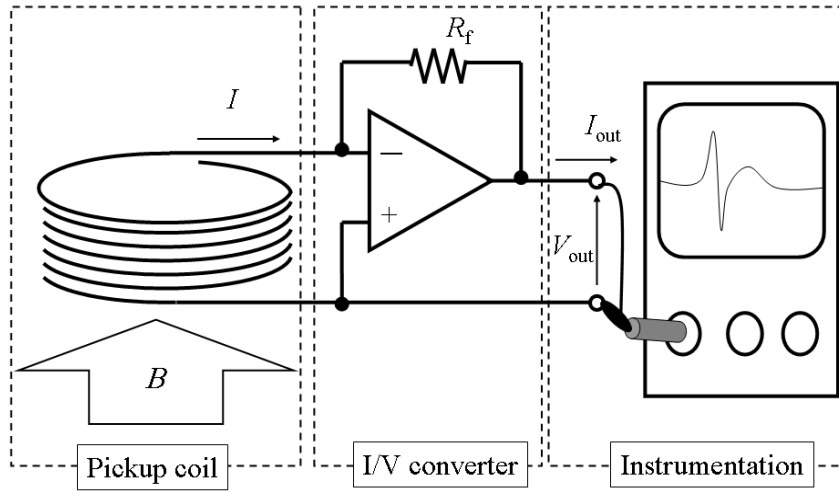 R_f
I
I_out
−
+
V_out
B
Pickup coil
I/V converter
Instrumentation